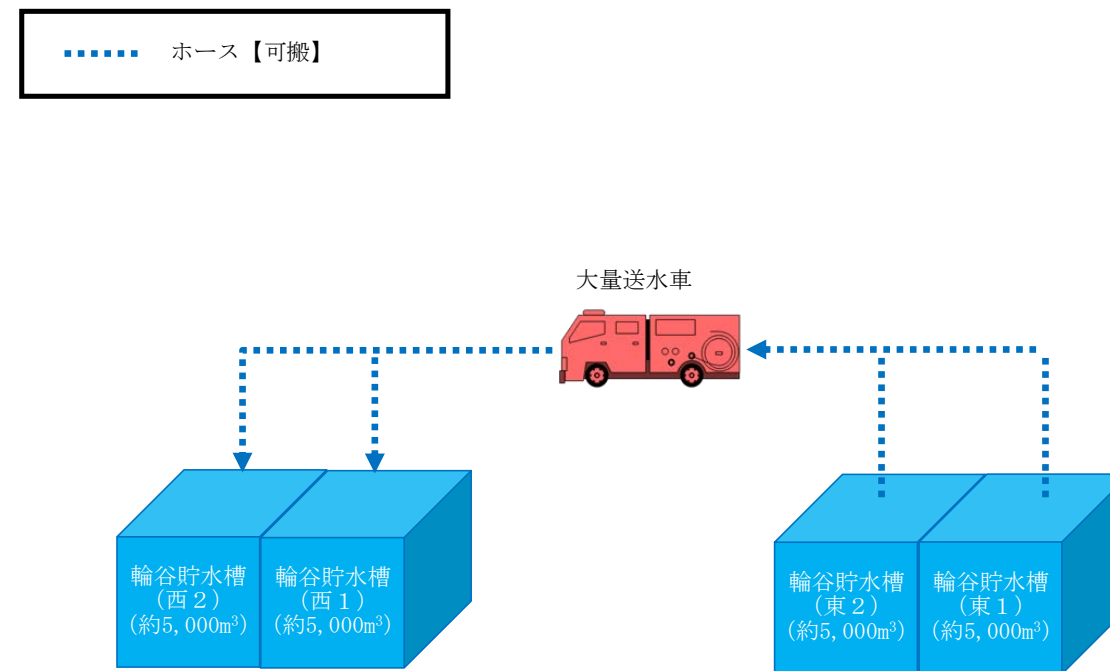 ホース【可搬】
大量送水車
輪谷貯水槽
（西２）
(約5,000m³)
輪谷貯水槽
（西１）
(約5,000m³)
輪谷貯水槽
（東２）
(約5,000m³)
輪谷貯水槽
（東１）
(約5,000m³)